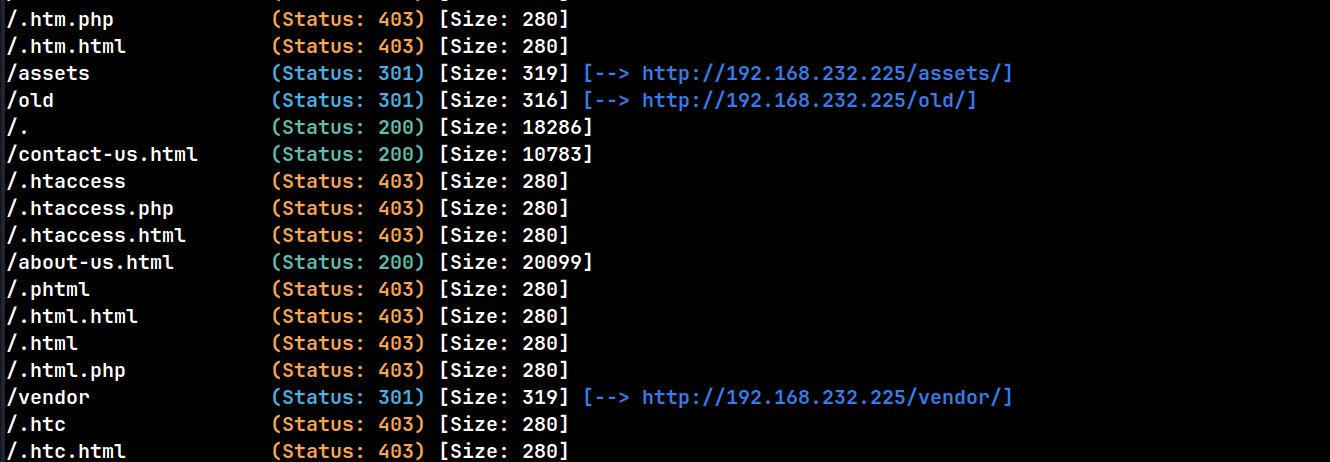 /.htm.php (Status: 403) [Size: 280]
/.htm.html (Status: 403) [Size: 280]
/assets (Status: 301) [Size: 319] [--> http://192.168.232.225/assets/]
/old (Status: 301) [Size: 316] [--> http://192.168.232.225/old/]
/. (Status: 200) [Size: 18286]
/contact-us.html (Status: 200) [Size: 10783]
/.htaccess (Status: 403) [Size: 280]
/.htaccess.php (Status: 403) [Size: 280]
/.htaccess.html (Status: 403) [Size: 280]
/about-us.html (Status: 200) [Size: 20099]
/.phtml (Status: 403) [Size: 280]
/.html.html (Status: 403) [Size: 280]
/.html (Status: 403) [Size: 280]
/.html.php (Status: 403) [Size: 280]
/vendor (Status: 301) [Size: 319] [--> http://192.168.232.225/vendor/]
/.htc (Status: 403) [Size: 280]
/.htc.html (Status: 403) [Size: 280]